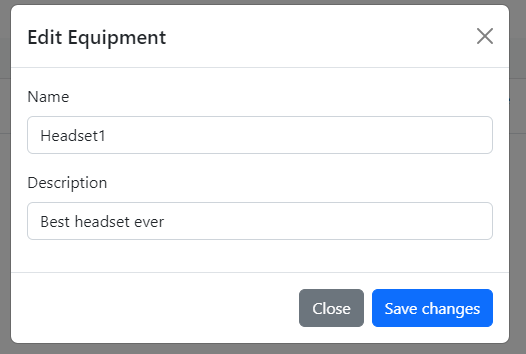 Edit Equipment
Name
Headset1
Description
Best headset ever
Close Save changes